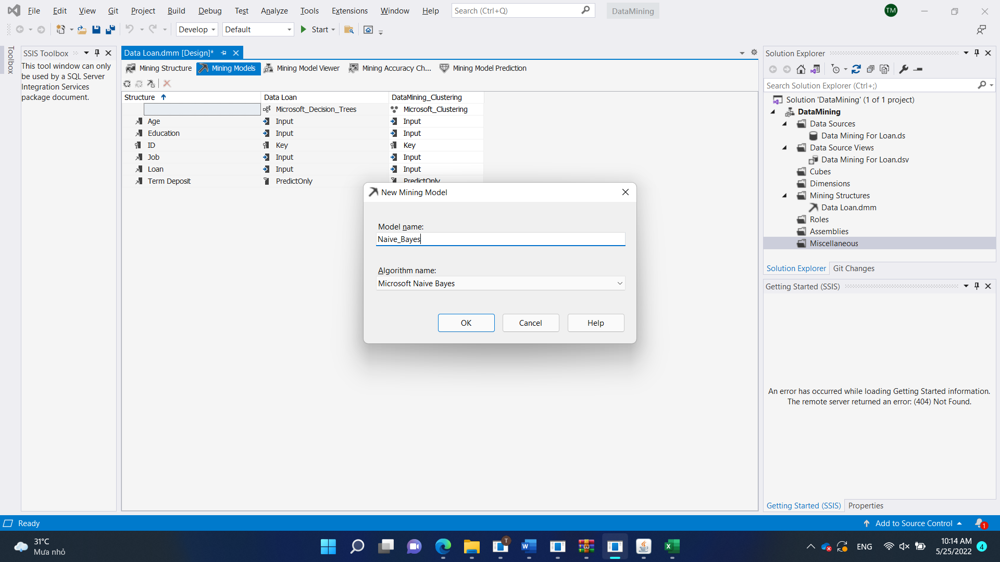 File Edit View Git Project Build Debug Test Analyze Tools Extensions Window Help Search (Ctrl+Q) DataMining TM
Develop Default Start
Toolbox
SSIS Toolbox
This tool window can only
be used by a SQL Server
Integration Services
package document.
Data Loan.dmm [Design]*
Mining Structure Mining Models Mining Model Viewer Mining Accuracy Ch... Mining Model Prediction
Structure Data Loan DataMining_Clustering
Microsoft_Decision_Trees Microsoft_Clustering
Age Input Input
Education Input Input
ID Key Key
Job Input Input
Loan Input Input
Term Deposit PredictOnly PredictOnly
New Mining Model
Model name:
Naive_Bayes
Algorithm name:
Microsoft Naive Bayes
OK Cancel Help
Solution Explorer
Search Solution Explorer (Ctrl+;)
Solution 'DataMining' (1 of 1 project)
DataMining
Data Sources
Data Mining For Loan.ds
Data Source Views
Data Mining For Loan.dsv
Cubes
Dimensions
Mining Structures
Data Loan.dmm
Roles
Assemblies
Miscellaneous
Solution Explorer Git Changes
Getting Started (SSIS)
An error has occurred while loading Getting Started information.
The remote server returned an error: (404) Not Found.
Getting Started (SSIS) Properties
Ready Add to Source Control 1
31°C
Mưa nhỏ
T
W
X
ENG
10:14 AM
5/25/2022
4